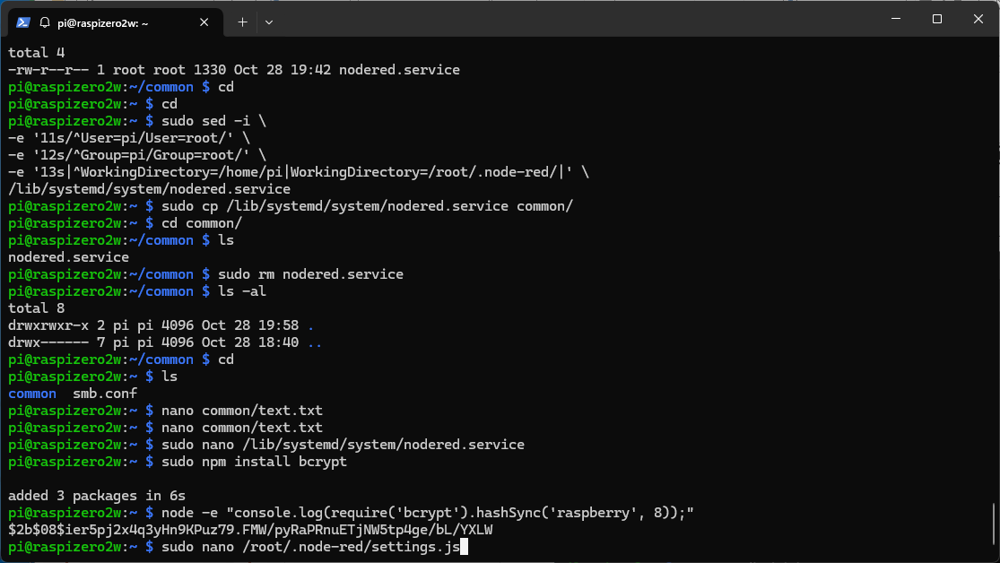 pi@raspizero2w: ~
total 4
-rw-r--r-- 1 root root 1330 Oct 28 19:42 nodered.service
pi@raspizero2w:~/common $ cd
pi@raspizero2w:~ $ cd
pi@raspizero2w:~ $ sudo sed -i \
-e '11s/^User=pi/User=root/' \
-e '12s/^Group=pi/Group=root/' \
-e '13s|^WorkingDirectory=/home/pi|WorkingDirectory=/root/.node-red/|' \
/lib/systemd/system/nodered.service
pi@raspizero2w:~ $ sudo cp /lib/systemd/system/nodered.service common/
pi@raspizero2w:~ $ cd common/
pi@raspizero2w:~/common $ ls
nodered.service
pi@raspizero2w:~/common $ sudo rm nodered.service
pi@raspizero2w:~/common $ ls -al
total 8
drwxrwxr-x 2 pi pi 4096 Oct 28 19:58 .
drwx------ 7 pi pi 4096 Oct 28 18:40 ..
pi@raspizero2w:~/common $ cd
pi@raspizero2w:~ $ ls
common  smb.conf
pi@raspizero2w:~ $ nano common/text.txt
pi@raspizero2w:~ $ nano common/text.txt
pi@raspizero2w:~ $ sudo nano /lib/systemd/system/nodered.service
pi@raspizero2w:~ $ sudo npm install bcrypt
added 3 packages in 6s
pi@raspizero2w:~ $ node -e "console.log(require('bcrypt').hashSync('raspberry', 8));"
$2b$08$ier5pj2x4q3yHn9KPuz79.FMW/pyRaPRnuETjNW5tp4ge/bL/YXLW
pi@raspizero2w:~ $ sudo nano /root/.node-red/settings.js